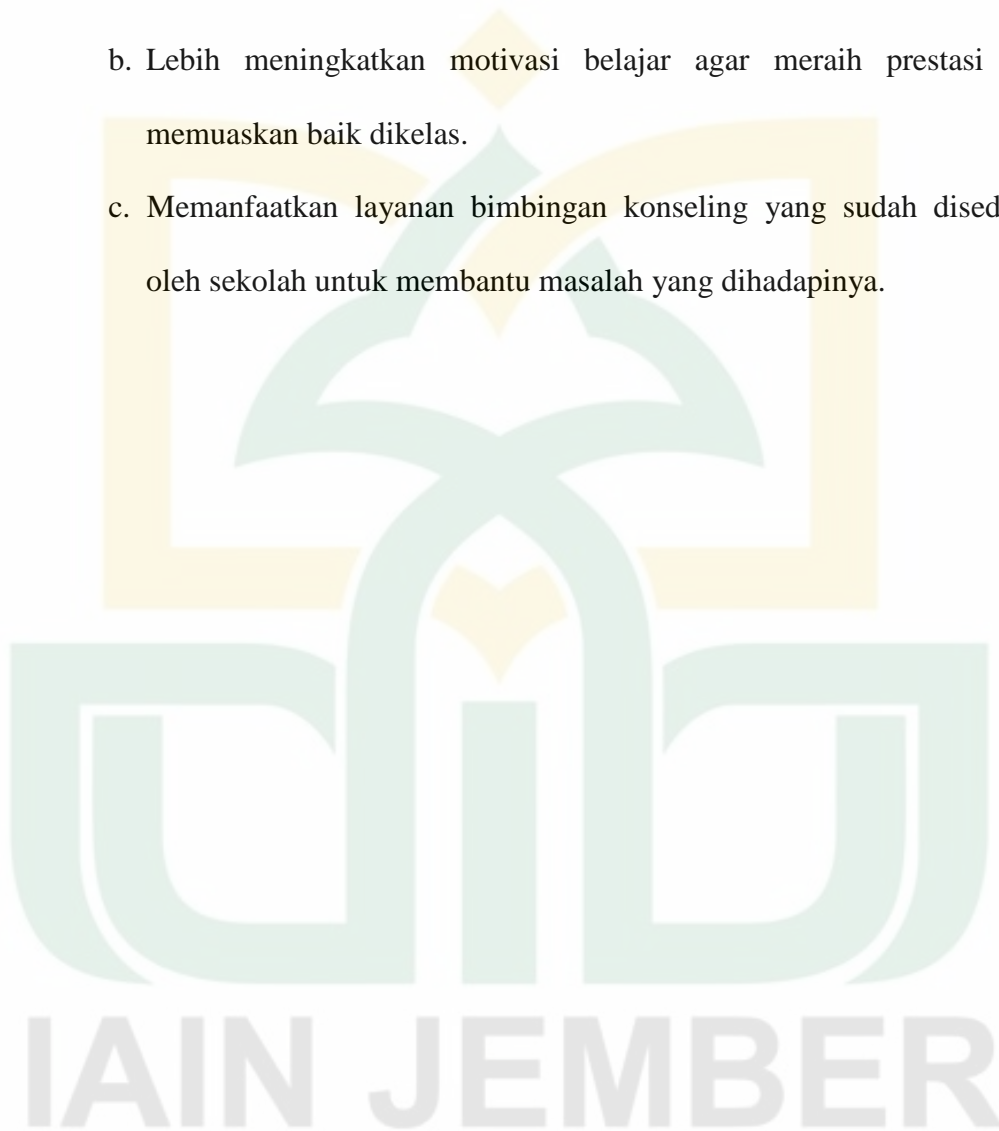 b. Lebih meningkatkan motivasi belajar agar meraih prestasi
memuaskan baik dikelas.
c. Memanfaatkan layanan bimbingan konseling yang sudah dised
oleh sekolah untuk membantu masalah yang dihadapinya.
IAIN JEMBER